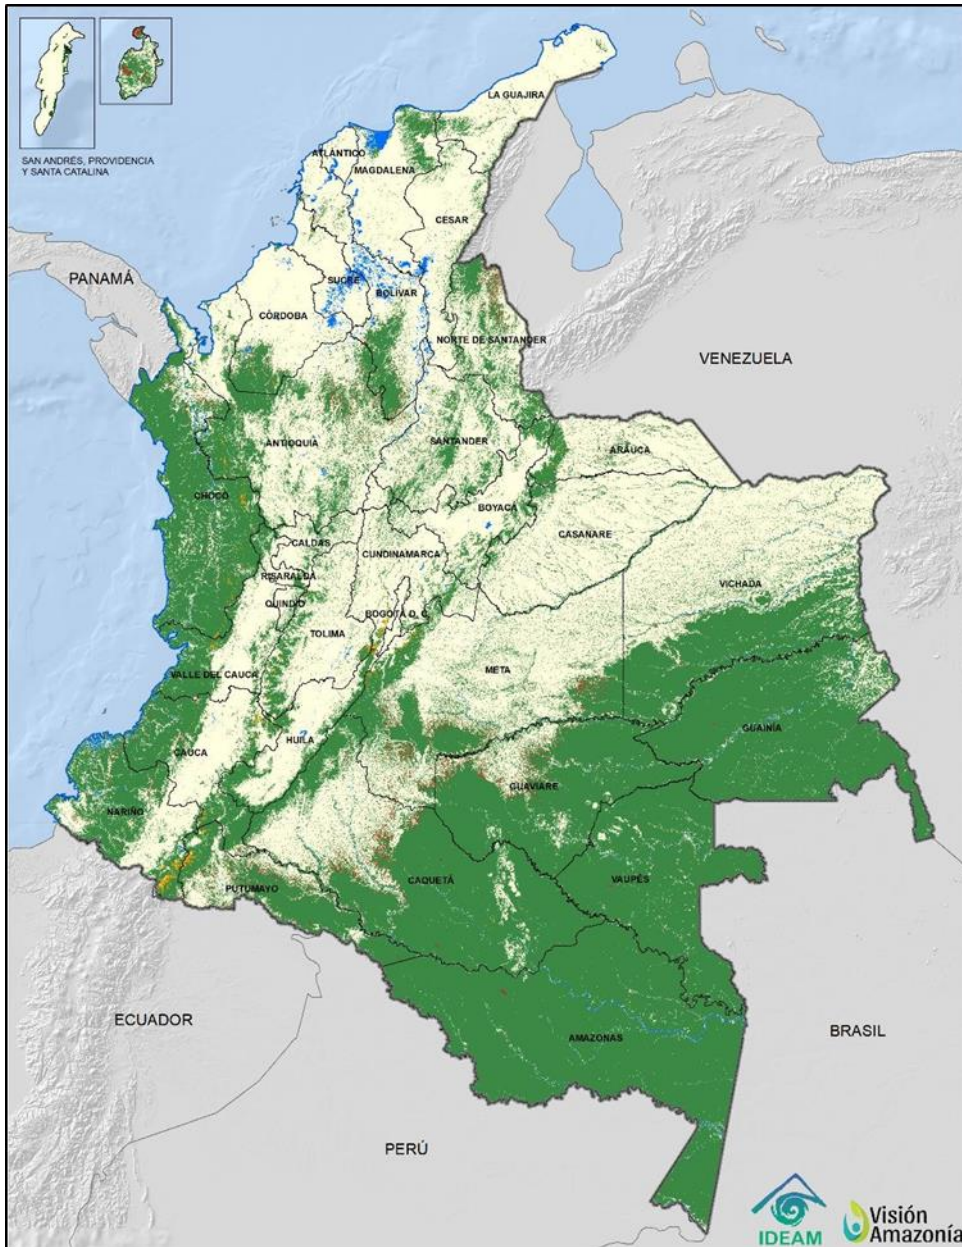 SAN ANDRÉS, PROVIDENCIA
Y SANTA CATALINA
LA GUAJIRA
ATLÁNTICO
MAGDALENA
CESAR
PANAMÁ
SUCRE
BOLÍVAR
CÓRDOBA
NORTE DE SANTANDER
VENEZUELA
ANTIOQUIA
SANTANDER
ARAUCA
CHOCÓ
BOYACÁ
CASANARE
CALDAS
CUNDINAMARCA
RISARALDA
VICHADA
QUINDIO
BOGOTÁ D. C.
TOLIMA
VALLE DEL CAUCA
META
GUAINÍA
HUILA
CAUCA
GUAVIARE
NARIÑO
CAQUETÁ
VAUPÉS
PUTUMAYO
ECUADOR
AMAZONAS
BRASIL
PERÚ
IDEAM
Visión
Amazonía